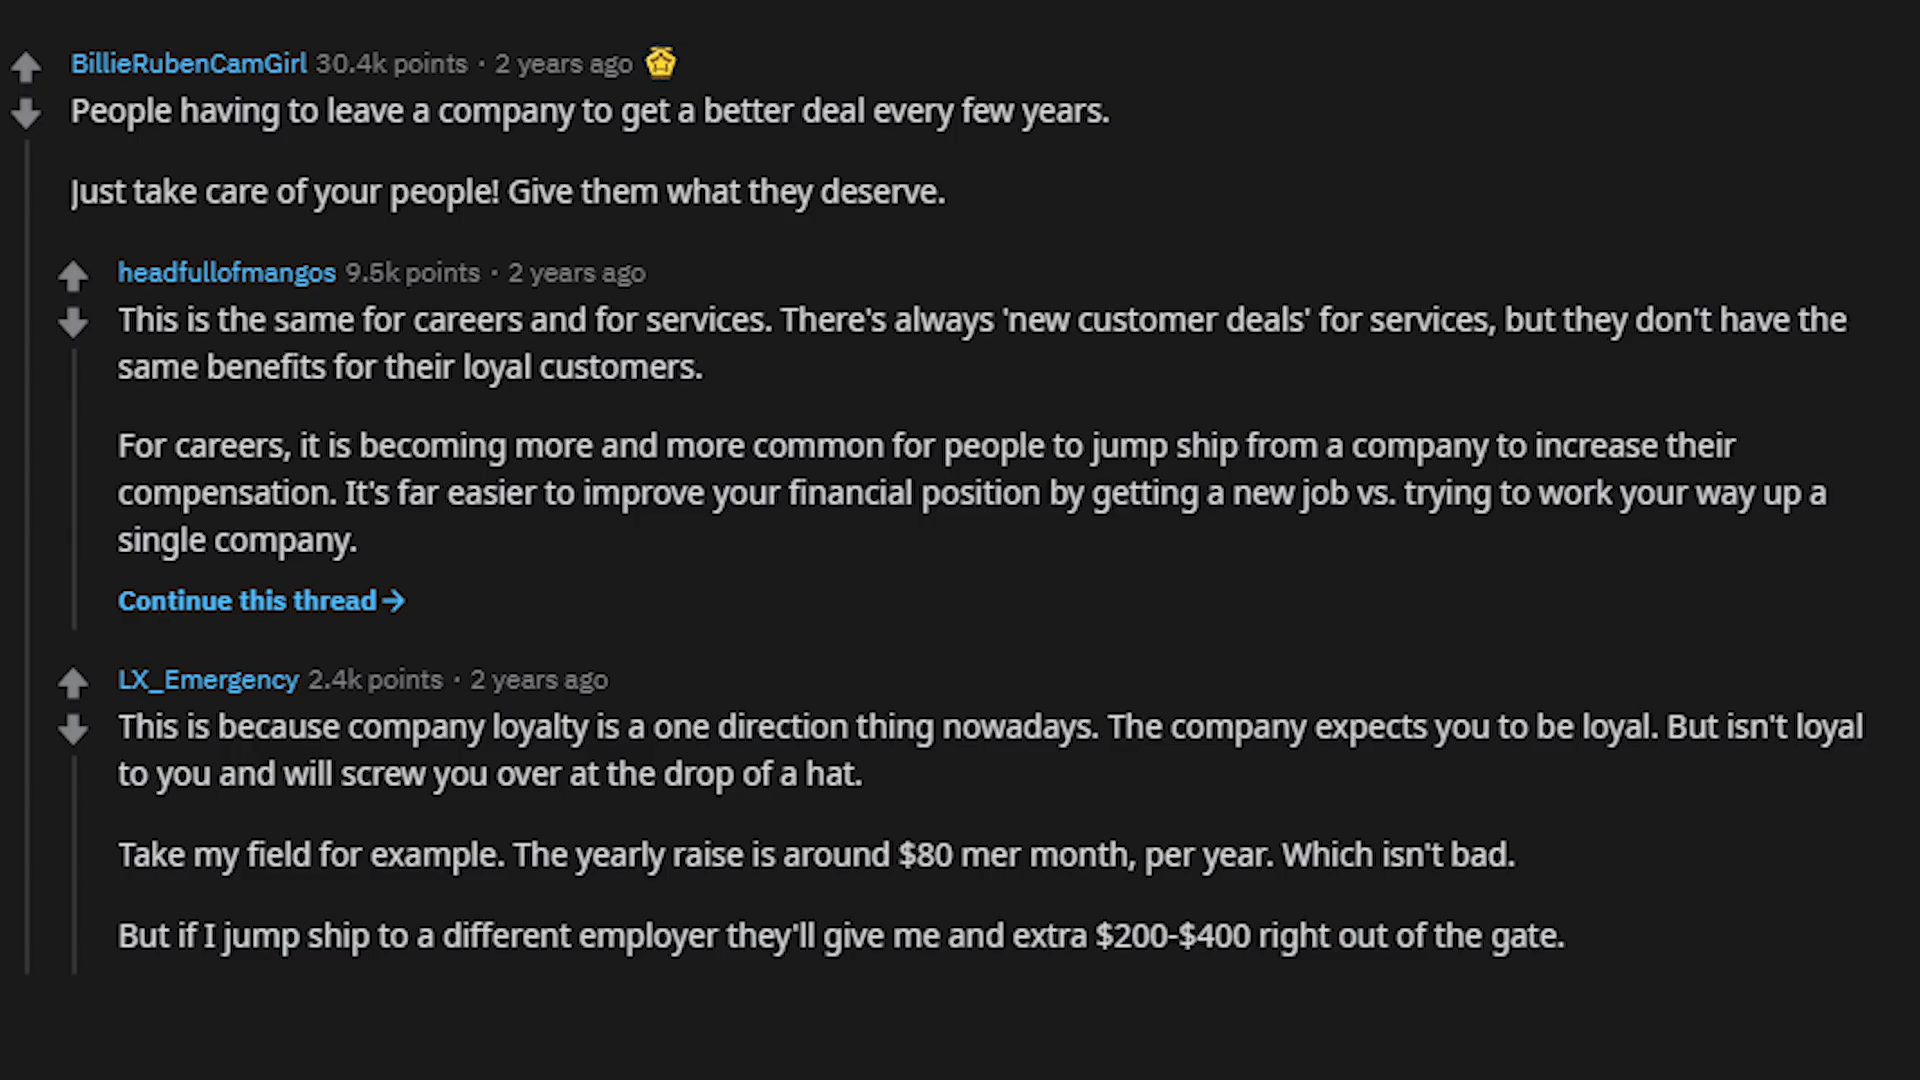 BillieRubenCamGirl 30.4k points · 2 years ago
People having to leave a company to get a better deal every few years.
Just take care of your people! Give them what they deserve.
headfullofmangos 9.5k points · 2 years ago
This is the same for careers and for services. There's always 'new customer deals' for services, but they don't have the
same benefits for their loyal customers.
For careers, it is becoming more and more common for people to jump ship from a company to increase their
compensation. It's far easier to improve your financial position by getting a new job vs. trying to work your way up a
single company.
Continue this thread→
LX_Emergency 2.4k points · 2 years ago
This is because company loyalty is a one direction thing nowadays. The company expects you to be loyal. But isn't loyal
to you and will screw you over at the drop of a hat.
Take my field for example. The yearly raise is around $80 mer month, per year. Which isn't bad.
But if I jump ship to a different employer they'll give me and extra $200-$400 right out of the gate.